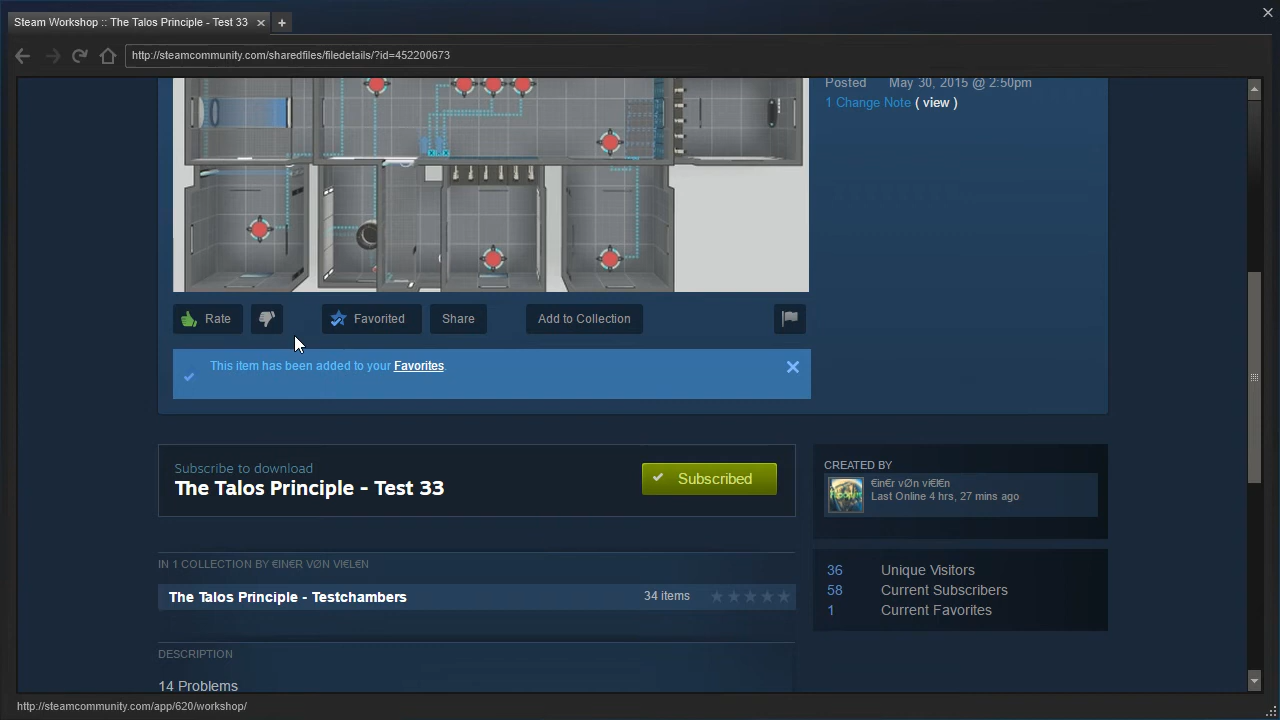 Steam Workshop :: The Talos Principle - Test 33
http://steamcommunity.com/sharedfiles/filedetails/?id=452200673
Posted May 30, 2015 @ 2:50pm
1 Change Note ( view )
Rate
Favorited
Share
Add to Collection
This item has been added to your Favorites.
Subscribe to download
The Talos Principle - Test 33
Subscribed
CREATED BY
€in€r vØn vi€l€n
Last Online 4 hrs, 27 mins ago
IN 1 COLLECTION BY €IN€R VØN VI€L€N
The Talos Principle - Testchambers 34 items
36 Unique Visitors
58 Current Subscribers
1 Current Favorites
DESCRIPTION
14 Problems
http://steamcommunity.com/app/620/workshop/